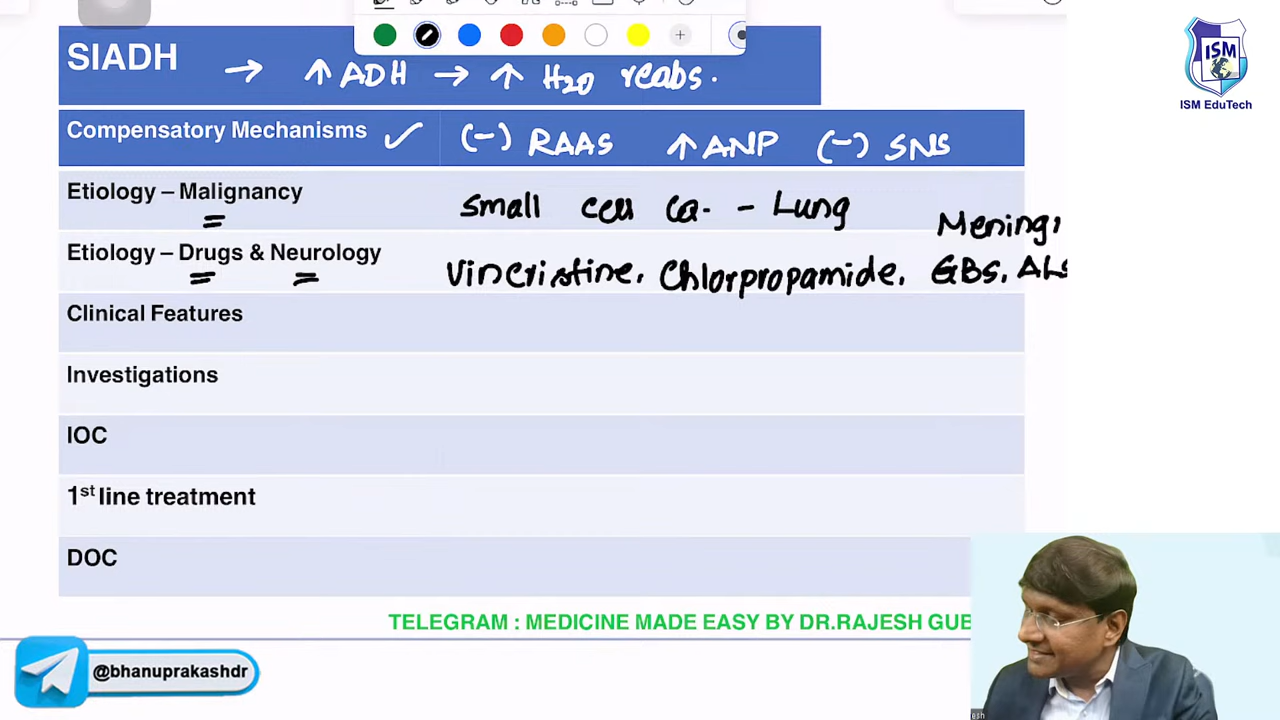 SIADH → ↑ ADH → ↑ H₂O reabs.
ISM
ISM EduTech
Compensatory Mechanisms ✓ (-) RAAS ↑ ANP (-) SNS
Etiology – Malignancy small cell ca. - Lung
Meningi
Etiology – Drugs & Neurology Vincristine, Chlorpropamide, GBS, ALS
Clinical Features
Investigations
IOC
1st line treatment
DOC
TELEGRAM : MEDICINE MADE EASY BY DR.RAJESH GUB
@bhanuprakashdr